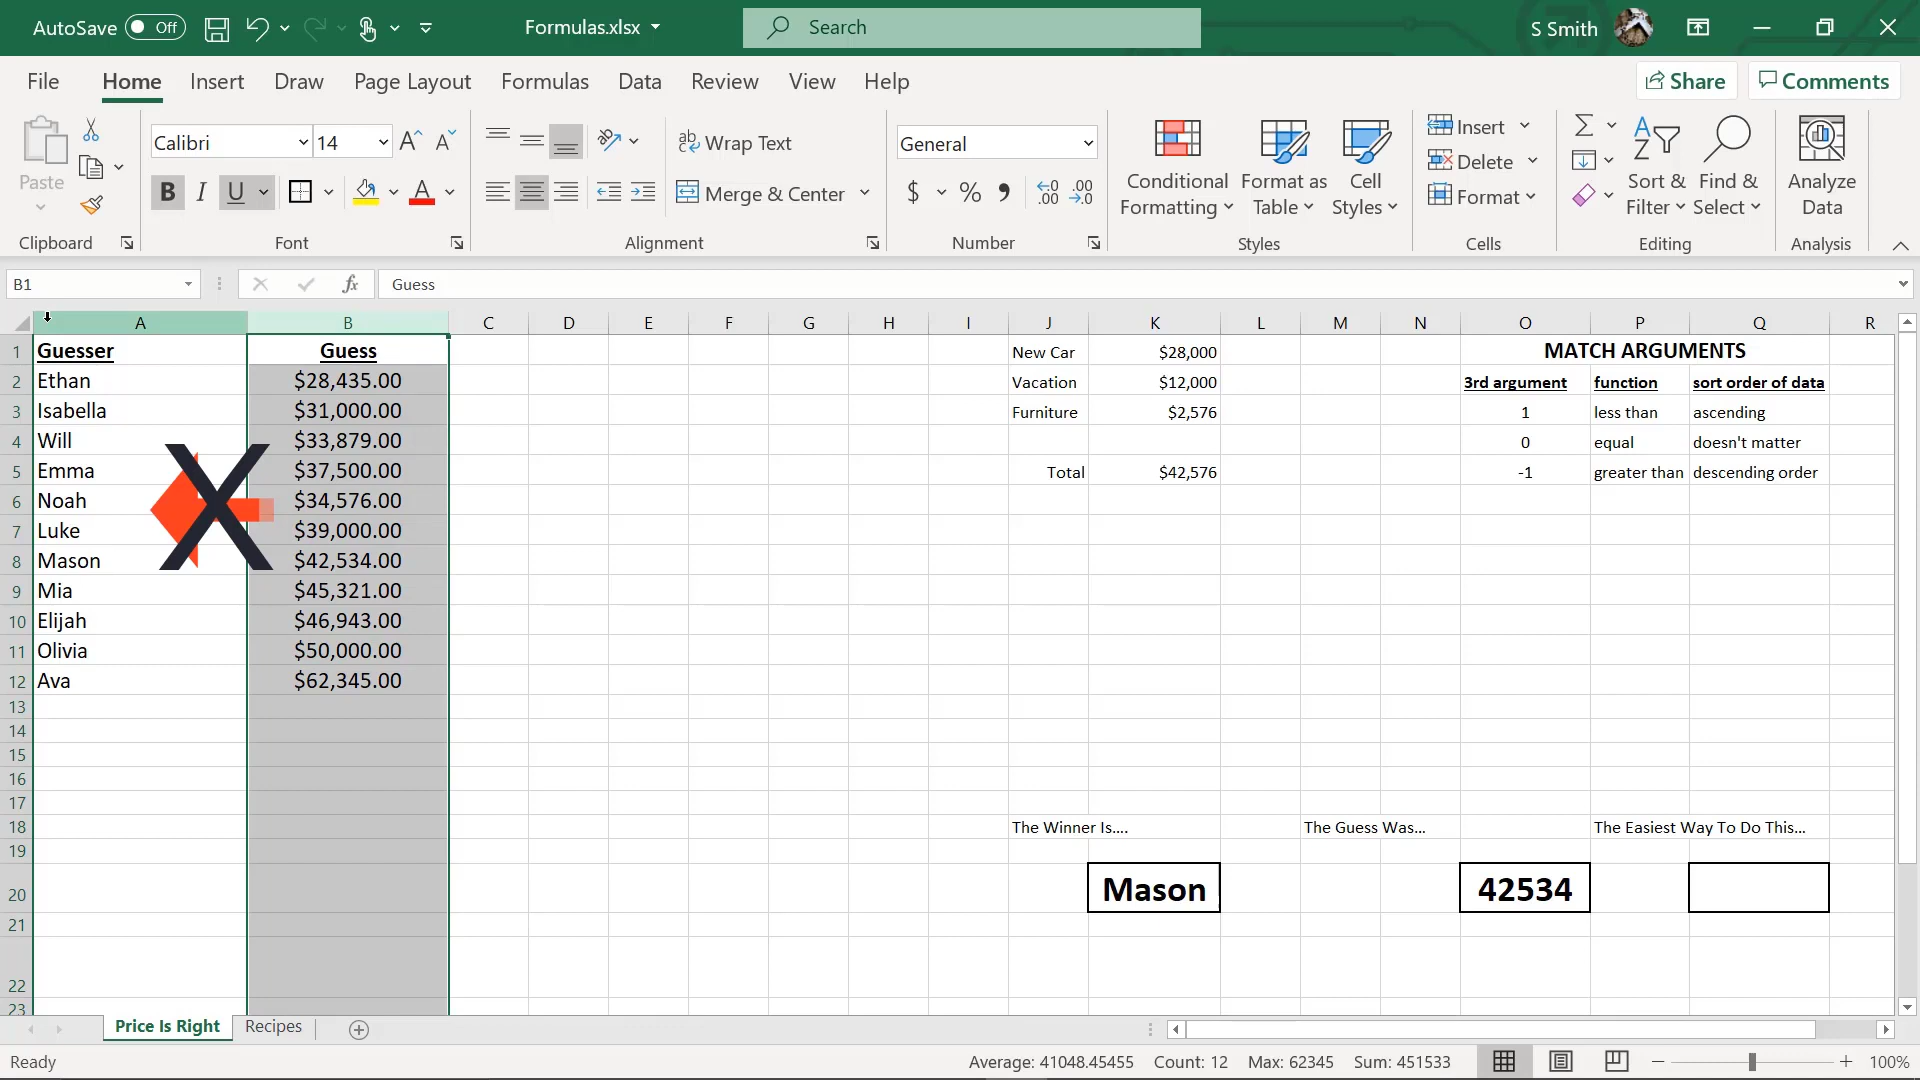 AutoSave Off Formulas.xlsx Search S Smith
File Home Insert Draw Page Layout Formulas Data Review View Help Share Comments
Paste
Calibri 14
B I U
ab Wrap Text
Merge & Center
General
$ % 9
Conditional Formatting
Format as Table
Cell Styles
Insert
Delete
Format
Sort & Filter
Find & Select
Analyze Data
Clipboard Font Alignment Number Styles Cells Editing Analysis
B1 fx Guess
A B C D E F G H I J K L M N O P Q R
1 Guesser Guess New Car $28,000 MATCH ARGUMENTS
2 Ethan $28,435.00 Vacation $12,000 3rd argument function sort order of data
3 Isabella $31,000.00 Furniture $2,576 1 less than ascending
4 Will $33,879.00 0 equal doesn't matter
5 Emma $37,500.00 Total $42,576 -1 greater than descending order
6 Noah $34,576.00
7 Luke $39,000.00
8 Mason $42,534.00
9 Mia $45,321.00
10 Elijah $46,943.00
11 Olivia $50,000.00
12 Ava $62,345.00
13
14
15
16
17
18 The Winner Is.... The Guess Was... The Easiest Way To Do This...
19
20 Mason 42534
21
22
23
Price Is Right Recipes
Ready Average: 41048.45455 Count: 12 Max: 62345 Sum: 451533 100%